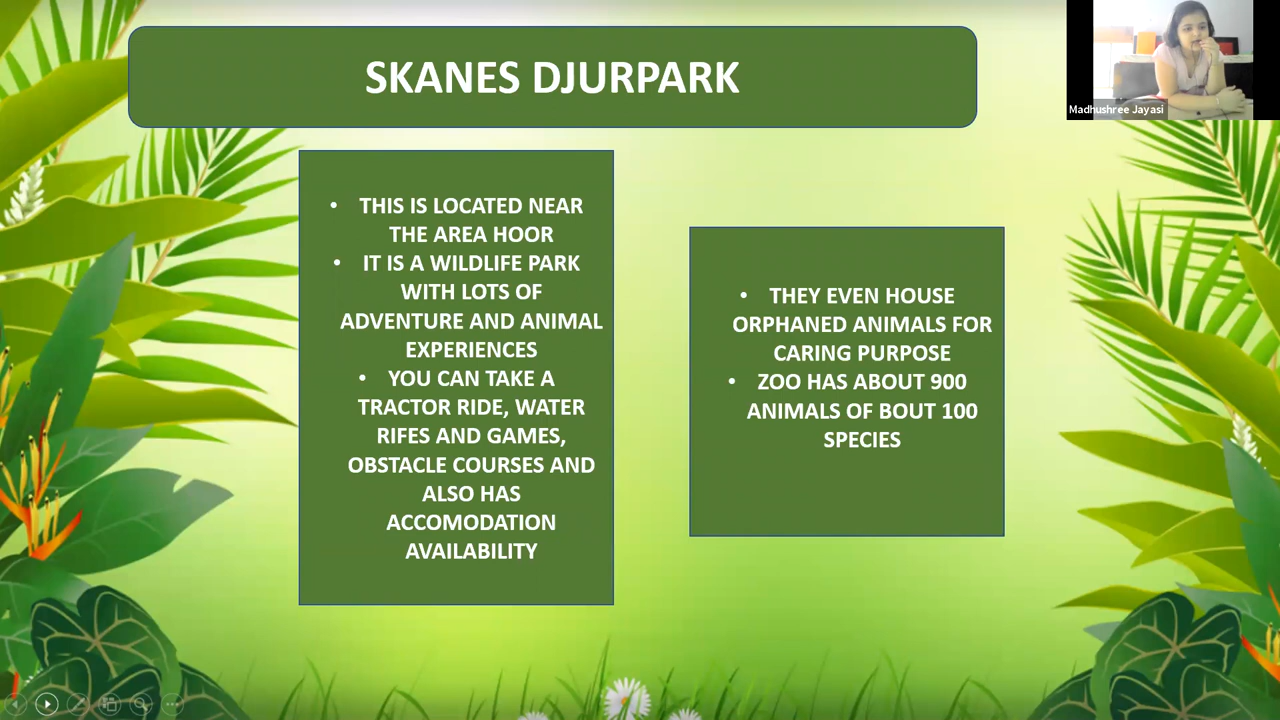 SKANES DJURPARK
Madhushree Jayasi
• THIS IS LOCATED NEAR
THE AREA HOOR
• IT IS A WILDLIFE PARK
WITH LOTS OF
ADVENTURE AND ANIMAL
EXPERIENCES
• YOU CAN TAKE A
TRACTOR RIDE, WATER
RIFES AND GAMES,
OBSTACLE COURSES AND
ALSO HAS
ACCOMODATION
AVAILABILITY
• THEY EVEN HOUSE
ORPHANED ANIMALS FOR
CARING PURPOSE
• ZOO HAS ABOUT 900
ANIMALS OF BOUT 100
SPECIES